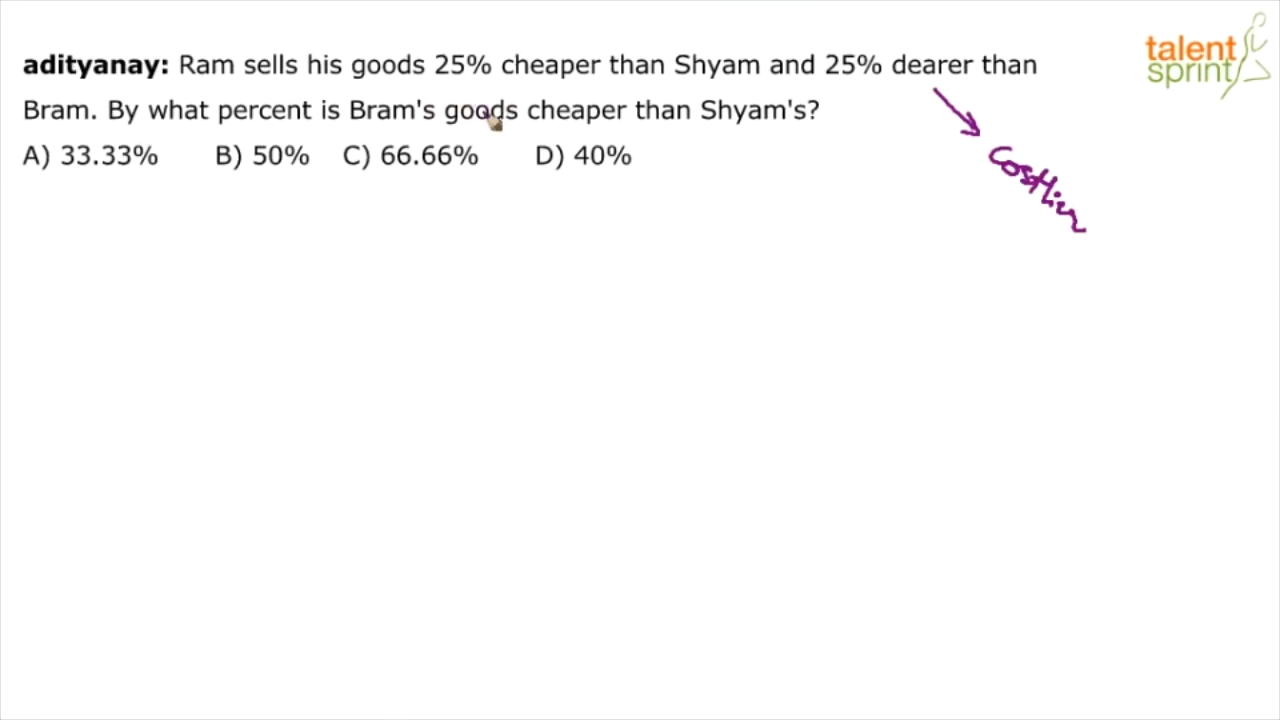 talent
sprint
adityanay: Ram sells his goods 25% cheaper than Shyam and 25% dearer than
Bram. By what percent is Bram's goods cheaper than Shyam's?
A) 33.33% B) 50% C) 66.66% D) 40%
Costlier